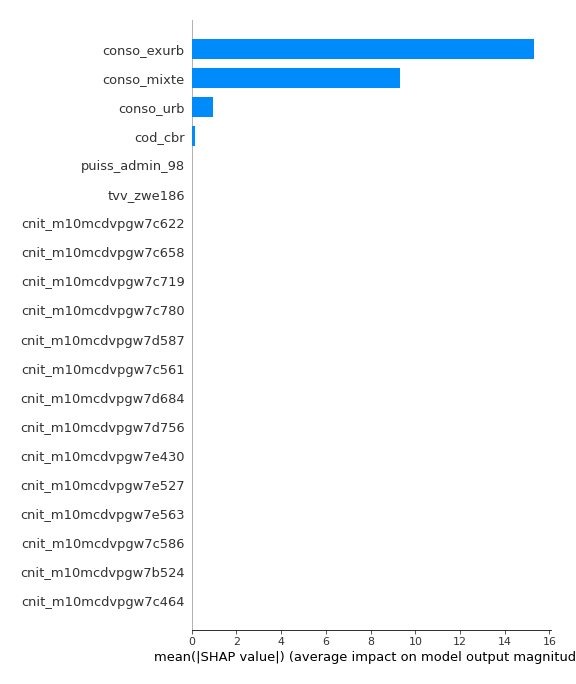 conso_exurb
conso_mixte
conso_urb
cod_cbr
puiss_admin_98
tvv_zwe186
cnit_m10mcdvpgw7c622
cnit_m10mcdvpgw7c658
cnit_m10mcdvpgw7c719
cnit_m10mcdvpgw7c780
cnit_m10mcdvpgw7d587
cnit_m10mcdvpgw7c561
cnit_m10mcdvpgw7d684
cnit_m10mcdvpgw7d756
cnit_m10mcdvpgw7e430
cnit_m10mcdvpgw7e527
cnit_m10mcdvpgw7e563
cnit_m10mcdvpgw7c586
cnit_m10mcdvpgw7b524
cnit_m10mcdvpgw7c464
0 2 4 6 8 10 12 14 16
mean(|SHAP value|) (average impact on model output magnitud